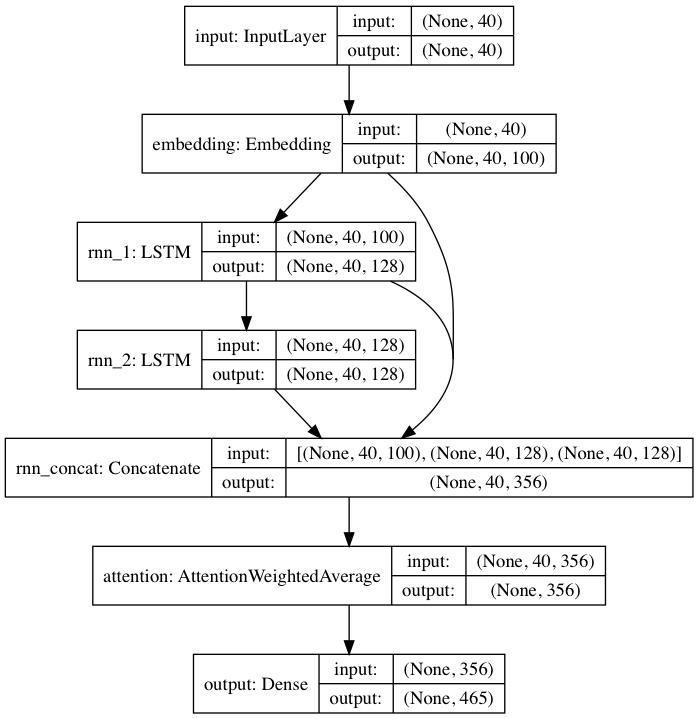 input: InputLayer
input:
(None, 40)
output:
(None, 40)
embedding: Embedding
input:
(None, 40)
output:
(None, 40, 100)
rnn_1: LSTM
input:
(None, 40, 100)
output:
(None, 40, 128)
rnn_2: LSTM
input:
(None, 40, 128)
output:
(None, 40, 128)
rnn_concat: Concatenate
input:
[(None, 40, 100), (None, 40, 128), (None, 40, 128)]
output:
(None, 40, 356)
attention: AttentionWeightedAverage
input:
(None, 40, 356)
output:
(None, 356)
output: Dense
input:
(None, 356)
output:
(None, 465)